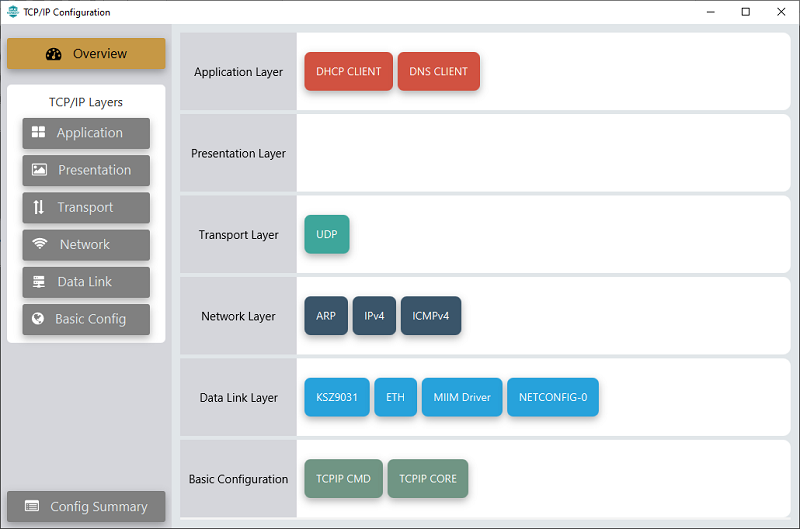 TCP/IP Configuration
Overview
TCP/IP Layers
Application
Presentation
Transport
Network
Data Link
Basic Config
Config Summary
Application Layer
DHCP CLIENT
DNS CLIENT
Presentation Layer
Transport Layer
UDP
Network Layer
ARP
IPv4
ICMPv4
Data Link Layer
KSZ9031
ETH
MIIM Driver
NETCONFIG-0
Basic Configuration
TCPIP CMD
TCPIP CORE